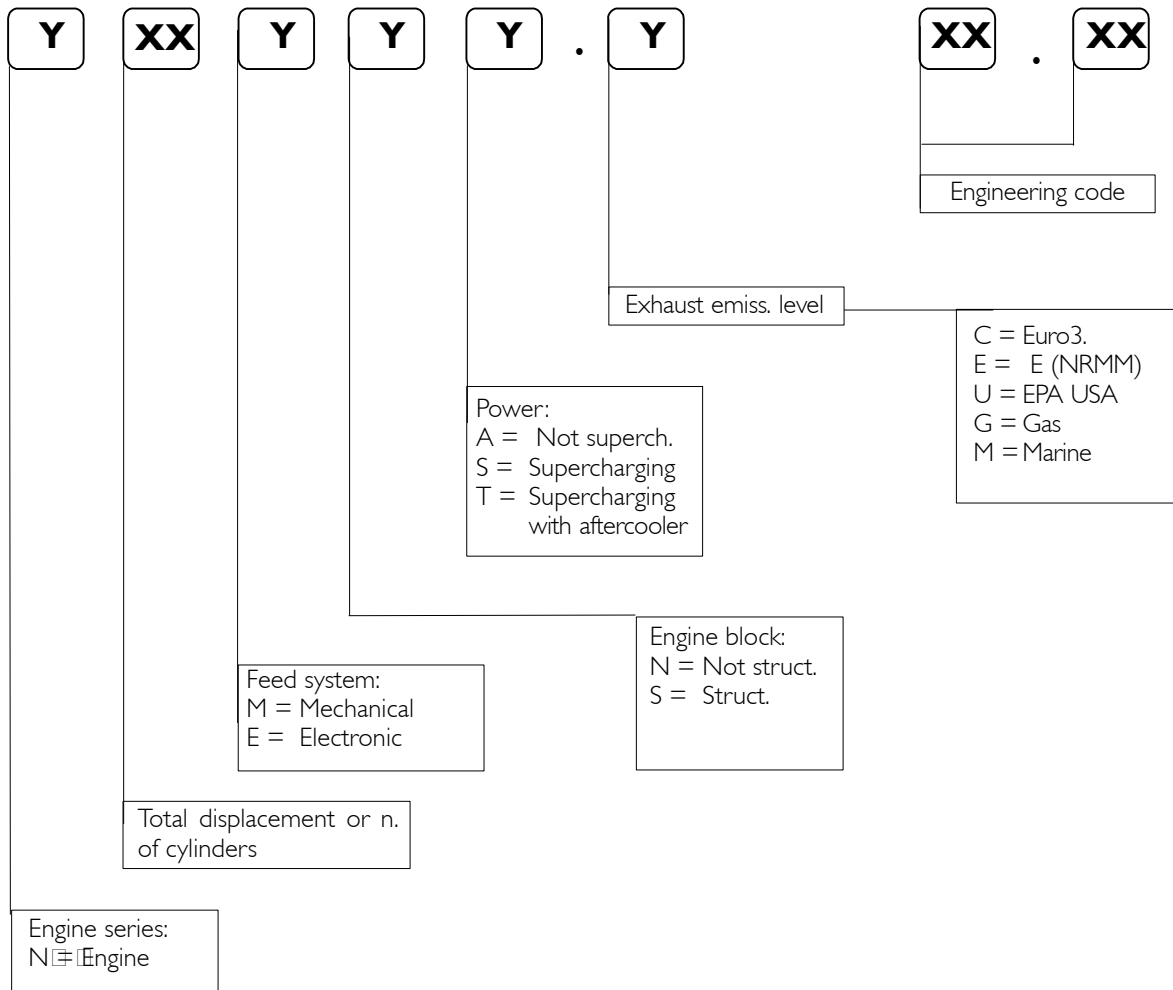 Y XX Y Y Y . Y XX . XX
Engineering code
Exhaust emiss. level
C = Euro3.
E = E (NRMM)
U = EPA USA
G = Gas
M = Marine
Power:
A = Not superch.
S = Supercharging
T = Supercharging
with aftercooler
Engine block:
N = Not struct.
S = Struct.
Feed system:
M = Mechanical
E = Electronic
Total displacement or n.
of cylinders
Engine series:
N = Engine